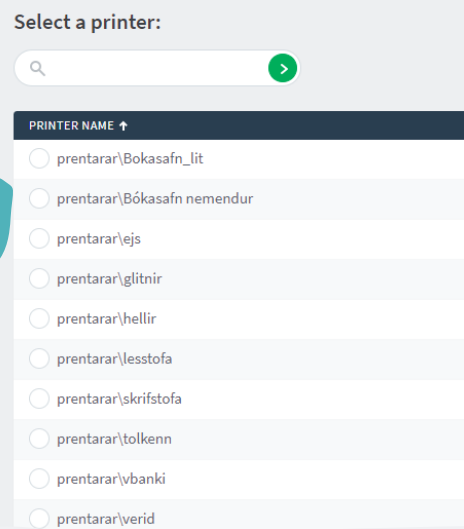 Select a printer:
PRINTER NAME ↑
prentarar\Bokasafn_lit
prentarar\Bókasafn nemendur
prentarar\ejs
prentarar\glitnir
prentarar\hellir
prentarar\lesstofa
prentarar\skrifstofa
prentarar\tolkenn
prentarar\vbanki
prentarar\verid